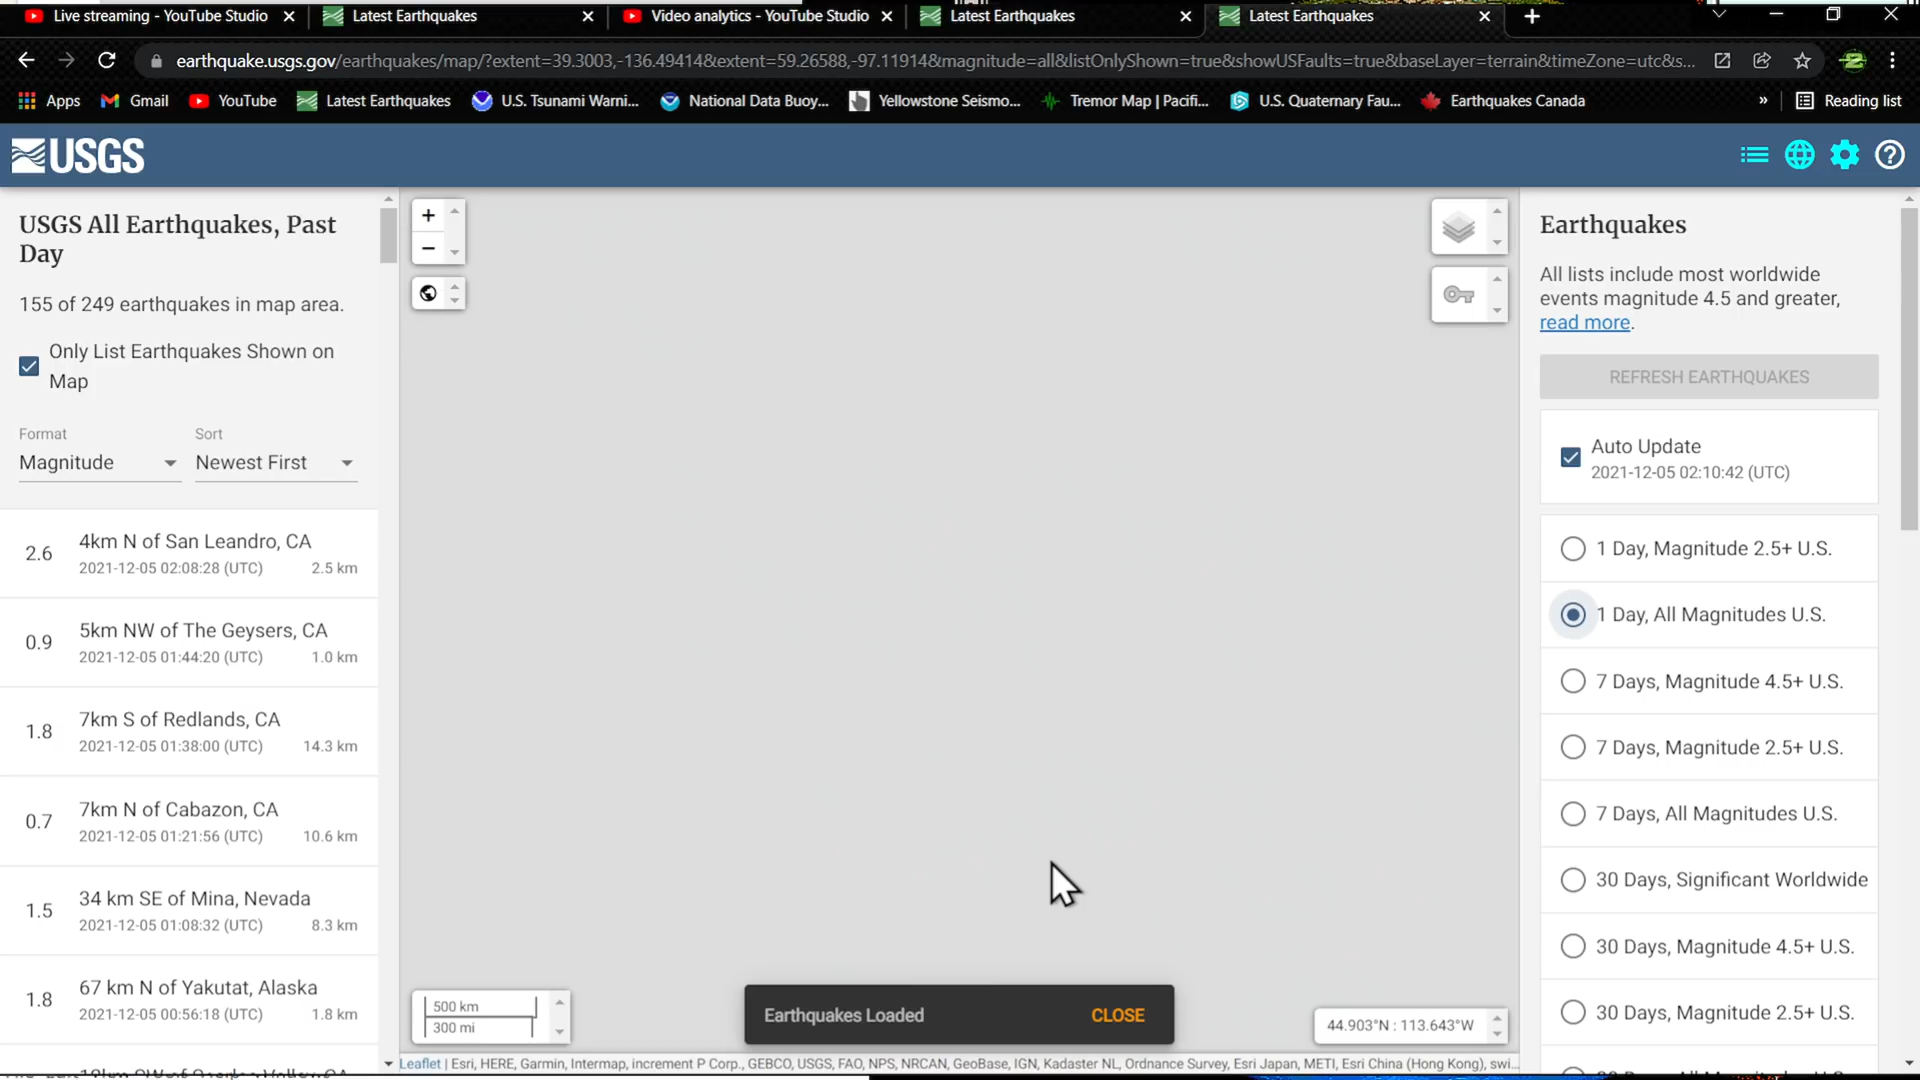 Live streaming - YouTube Studio
Latest Earthquakes
Video analytics - YouTube Studio
Latest Earthquakes
Latest Earthquakes
earthquake.usgs.gov/earthquakes/map/?extent=39.3003,-136.49414&extent=59.26588,-97.11914&magnitude=all&listOnlyShown=true&showUSFaults=true&baseLayer=terrain&timeZone=utc&s...
Apps
Gmail
YouTube
Latest Earthquakes
U.S. Tsunami Warni...
National Data Buoy...
Yellowstone Seismo...
Tremor Map | Pacifi...
U.S. Quaternary Fau...
Earthquakes Canada
»
Reading list
USGS
USGS All Earthquakes, Past
Day
155 of 249 earthquakes in map area.
Only List Earthquakes Shown on
Map
Format
Magnitude
Sort
Newest First
2.6
4km N of San Leandro, CA
2021-12-05 02:08:28 (UTC) 2.5 km
0.9
5km NW of The Geysers, CA
2021-12-05 01:44:20 (UTC) 1.0 km
1.8
7km S of Redlands, CA
2021-12-05 01:38:00 (UTC) 14.3 km
0.7
7km N of Cabazon, CA
2021-12-05 01:21:56 (UTC) 10.6 km
1.5
34 km SE of Mina, Nevada
2021-12-05 01:08:32 (UTC) 8.3 km
1.8
67 km N of Yakutat, Alaska
2021-12-05 00:56:18 (UTC) 1.8 km
+
−
500 km
300 mi
Earthquakes Loaded CLOSE
44.903°N : 113.643°W
Leaflet | Esri, HERE, Garmin, Intermap, increment P Corp., GEBCO, USGS, FAO, NPS, NRCAN, GeoBase, IGN, Kadaster NL, Ordnance Survey, Esri Japan, METI, Esri China (Hong Kong), swi...
Earthquakes
All lists include most worldwide
events magnitude 4.5 and greater,
read more.
REFRESH EARTHQUAKES
Auto Update
2021-12-05 02:10:42 (UTC)
1 Day, Magnitude 2.5+ U.S.
1 Day, All Magnitudes U.S.
7 Days, Magnitude 4.5+ U.S.
7 Days, Magnitude 2.5+ U.S.
7 Days, All Magnitudes U.S.
30 Days, Significant Worldwide
30 Days, Magnitude 4.5+ U.S.
30 Days, Magnitude 2.5+ U.S.